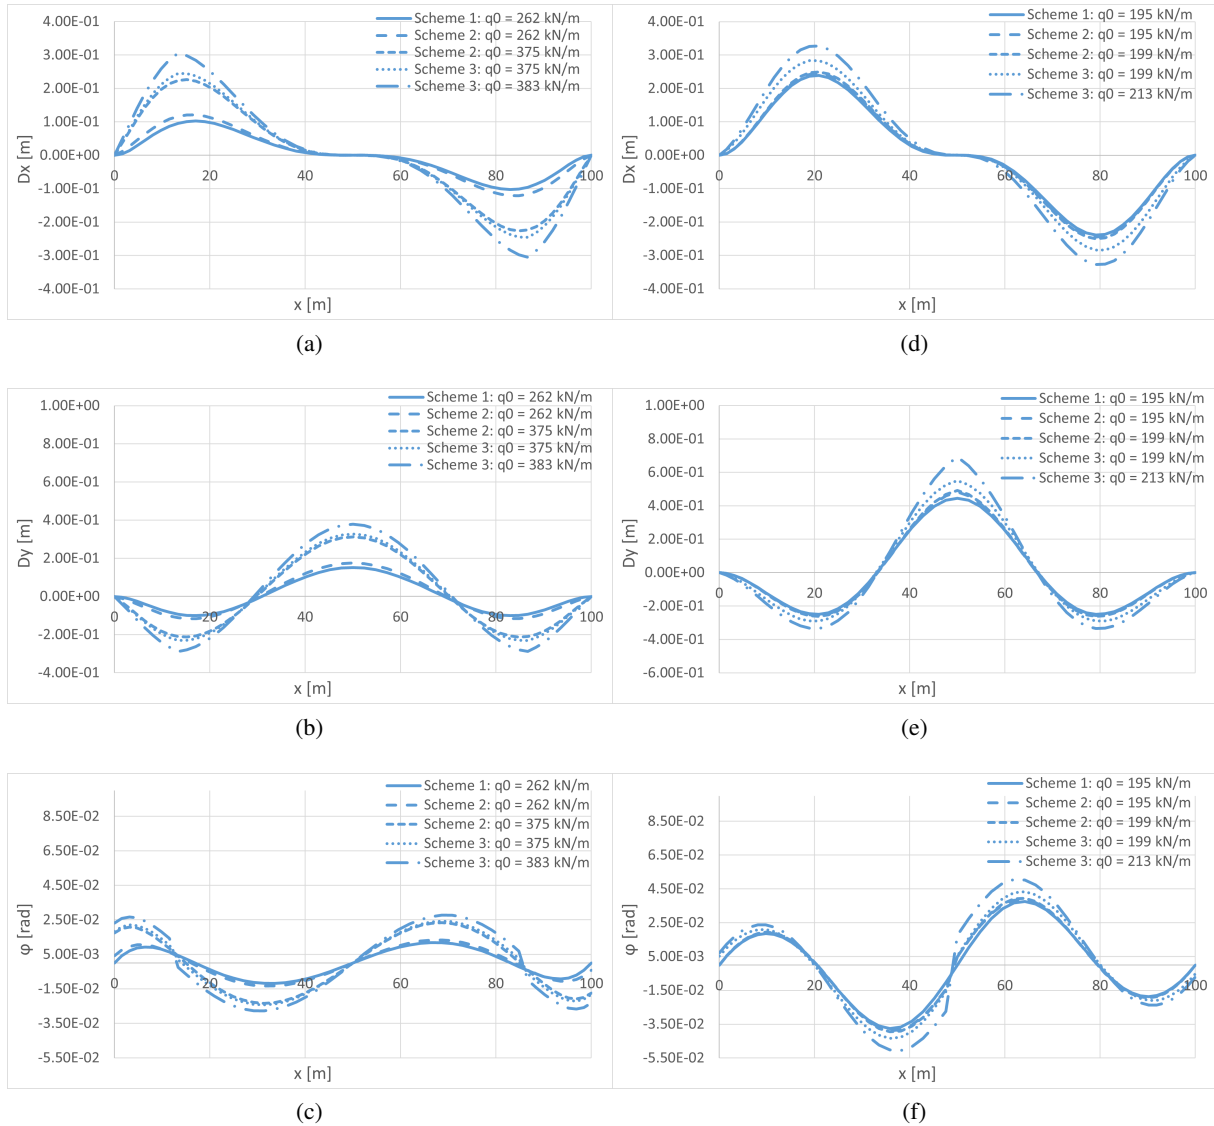 4.00E-01
3.00E-01
2.00E-01
1.00E-01
0.00E+00
-1.00E-01
-2.00E-01
-3.00E-01
-4.00E-01
Dx [m]
0 20 40 60 80 100
x [m]
Scheme 1: q0 = 262 kN/m
Scheme 2: q0 = 262 kN/m
Scheme 2: q0 = 375 kN/m
Scheme 3: q0 = 375 kN/m
Scheme 3: q0 = 383 kN/m
(a)
4.00E-01
3.00E-01
2.00E-01
1.00E-01
0.00E+00
-1.00E-01
-2.00E-01
-3.00E-01
-4.00E-01
Dx [m]
0 20 40 60 80 100
x [m]
Scheme 1: q0 = 195 kN/m
Scheme 2: q0 = 195 kN/m
Scheme 2: q0 = 199 kN/m
Scheme 3: q0 = 199 kN/m
Scheme 3: q0 = 213 kN/m
(d)
1.00E+00
8.00E-01
6.00E-01
4.00E-01
2.00E-01
0.00E+00
-2.00E-01
-4.00E-01
Dy [m]
0 20 40 60 80 100
x [m]
Scheme 1: q0 = 262 kN/m
Scheme 2: q0 = 262 kN/m
Scheme 2: q0 = 375 kN/m
Scheme 3: q0 = 375 kN/m
Scheme 3: q0 = 383 kN/m
(b)
1.00E+00
8.00E-01
6.00E-01
4.00E-01
2.00E-01
0.00E+00
-2.00E-01
-4.00E-01
-6.00E-01
Dy [m]
0 20 40 60 80 100
x [m]
Scheme 1: q0 = 195 kN/m
Scheme 2: q0 = 195 kN/m
Scheme 2: q0 = 199 kN/m
Scheme 3: q0 = 199 kN/m
Scheme 3: q0 = 213 kN/m
(e)
8.50E-02
6.50E-02
4.50E-02
2.50E-02
5.00E-03
-1.50E-02
-3.50E-02
-5.50E-02
φ [rad]
0 20 40 60 80 100
x [m]
Scheme 1: q0 = 262 kN/m
Scheme 2: q0 = 262 kN/m
Scheme 2: q0 = 375 kN/m
Scheme 3: q0 = 375 kN/m
Scheme 3: q0 = 383 kN/m
(c)
8.50E-02
6.50E-02
4.50E-02
2.50E-02
5.00E-03
-1.50E-02
-3.50E-02
-5.50E-02
φ [rad]
0 20 40 60 80 100
x [m]
Scheme 1: q0 = 195 kN/m
Scheme 2: q0 = 195 kN/m
Scheme 2: q0 = 199 kN/m
Scheme 3: q0 = 199 kN/m
Scheme 3: q0 = 213 kN/m
(f)